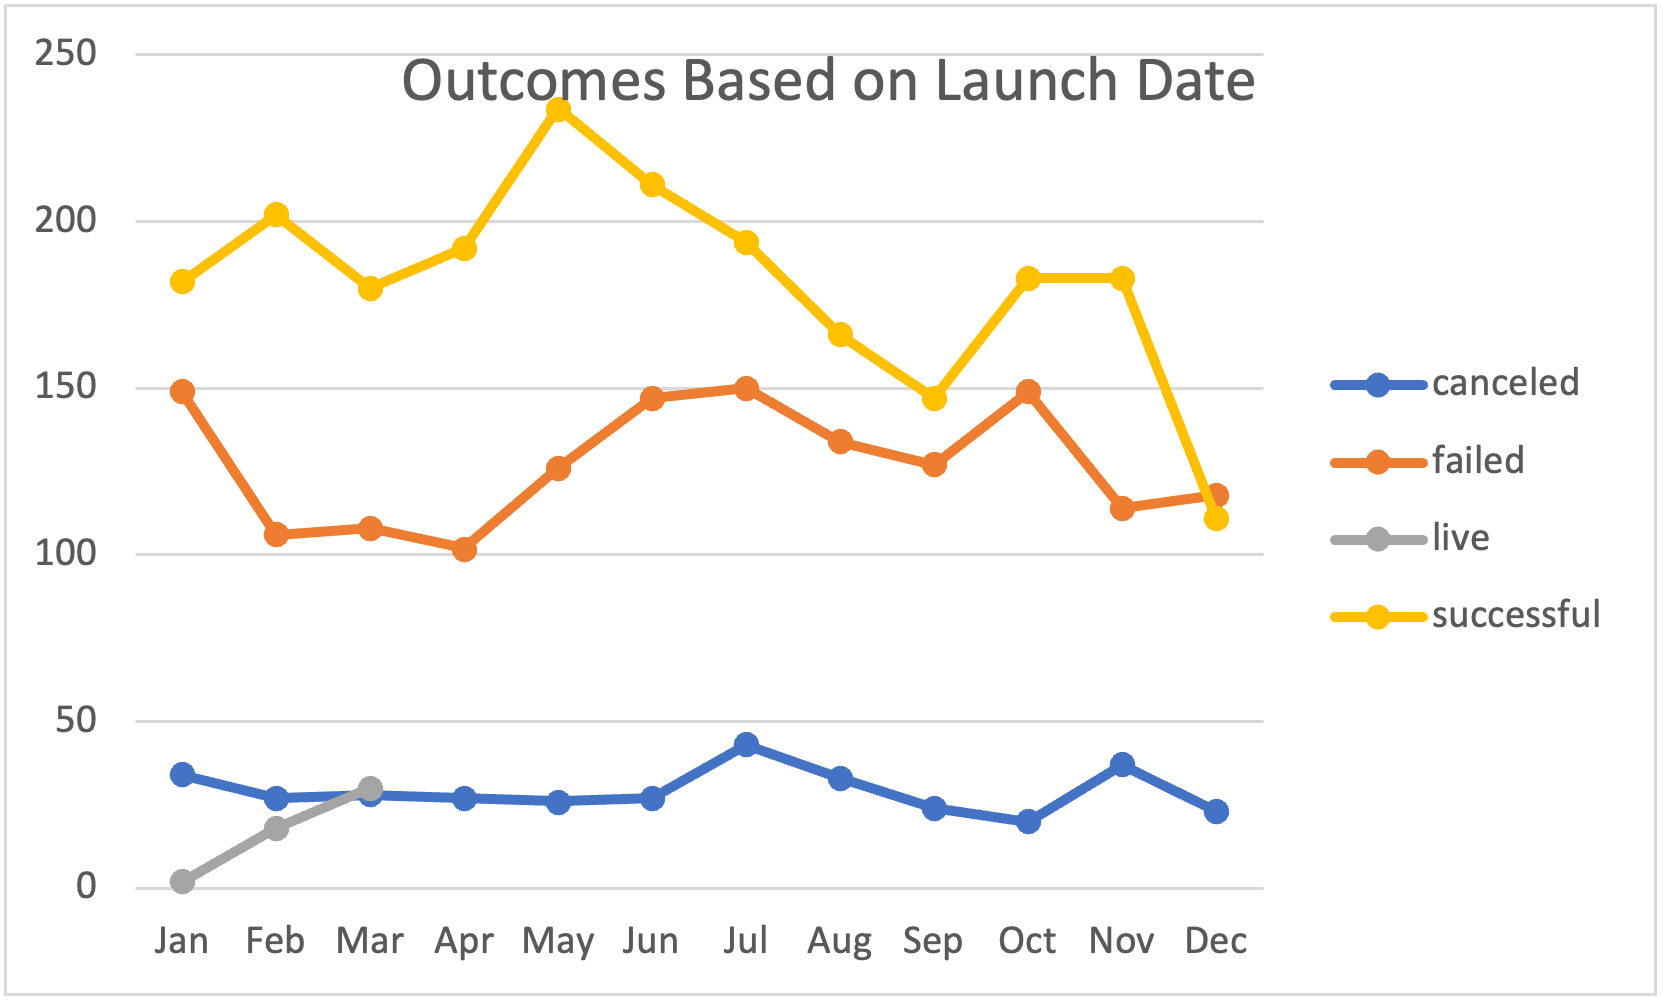 Outcomes Based on Launch Date
250
200
150
100
50
0
Jan Feb Mar Apr May Jun Jul Aug Sep Oct Nov Dec
canceled
failed
live
successful